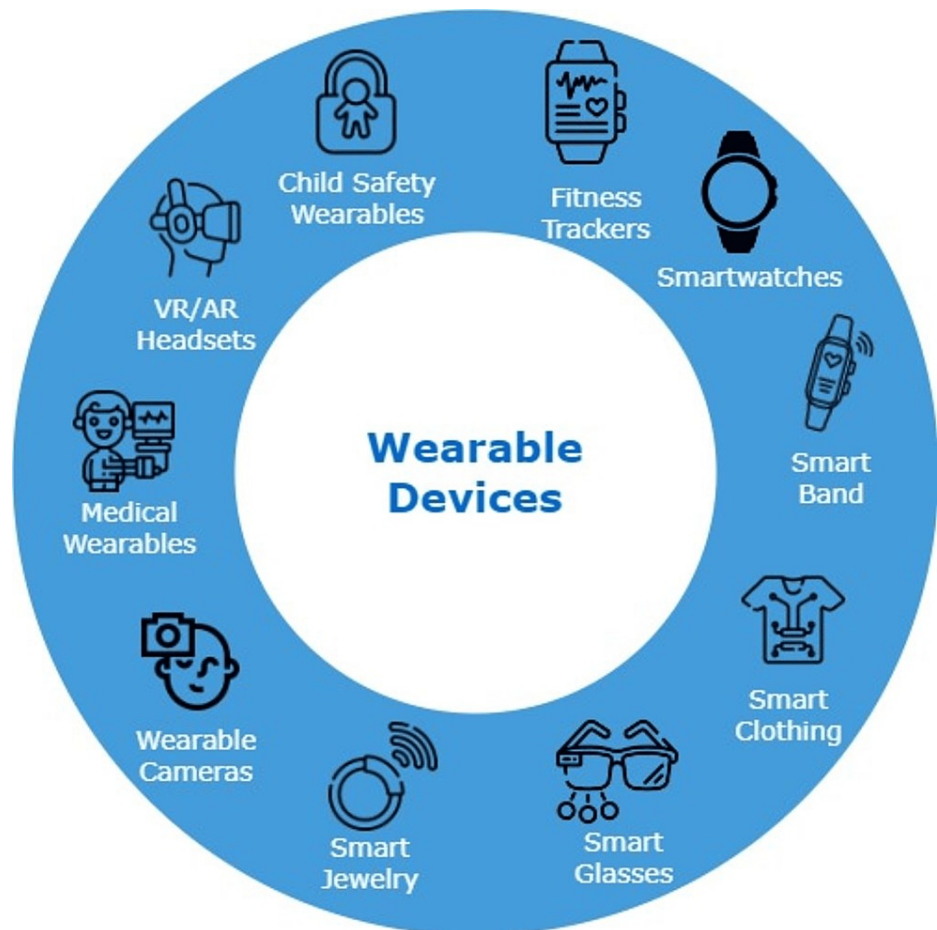 Wearable
Devices
Fitness
Trackers
Smartwatches
Smart
Band
Smart
Clothing
Smart
Glasses
Smart
Jewelry
Wearable
Cameras
Medical
Wearables
VR/AR
Headsets
Child Safety
Wearables